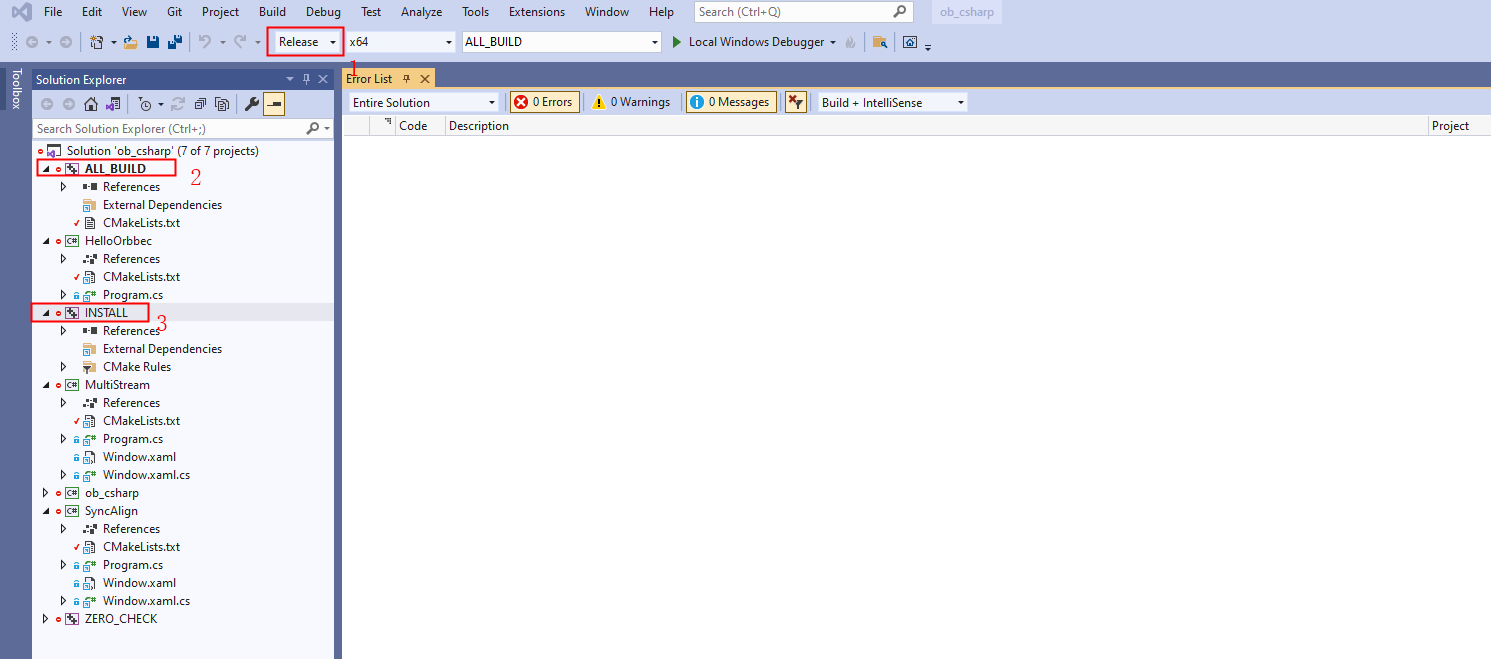 File Edit View Git Project Build Debug Test Analyze Tools Extensions Window Help Search (Ctrl+Q) ob_csharp
Release x64 ALL_BUILD Local Windows Debugger
1
Toolbox
Solution Explorer
Error List
Entire Solution 0 Errors 0 Warnings 0 Messages Build + IntelliSense
Search Solution Explorer (Ctrl+;)
Code Description Project
Solution 'ob_csharp' (7 of 7 projects)
ALL_BUILD
2
References
External Dependencies
CMakeLists.txt
C# HelloOrbbec
References
CMakeLists.txt
Program.cs
INSTALL
3
References
External Dependencies
CMake Rules
C# MultiStream
References
CMakeLists.txt
Program.cs
Window.xaml
Window.xaml.cs
C# ob_csharp
C# SyncAlign
References
CMakeLists.txt
Program.cs
Window.xaml
Window.xaml.cs
ZERO_CHECK